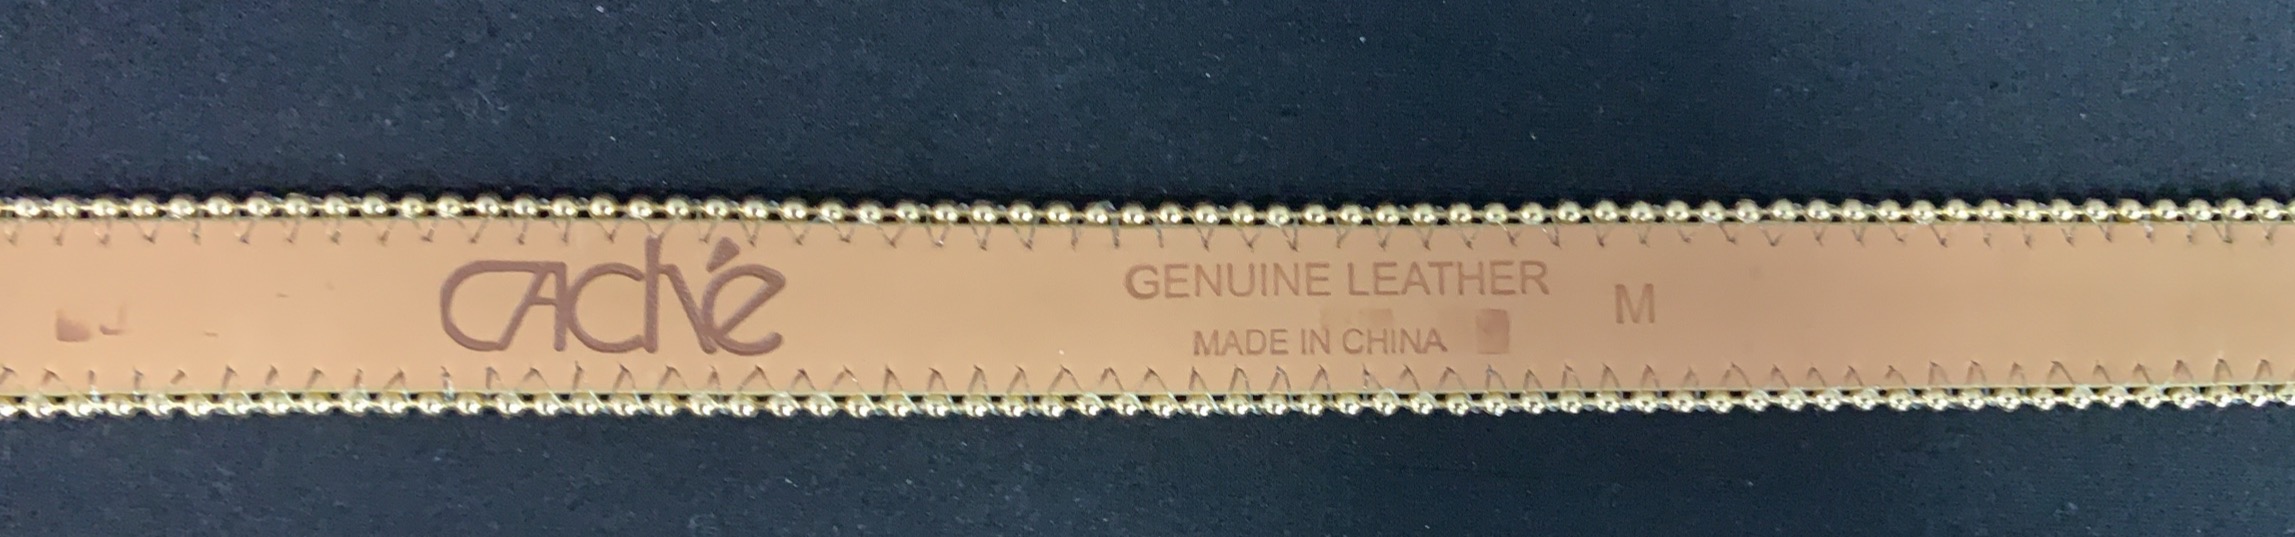 CAché
GENUINE LEATHER
MADE IN CHINA
M